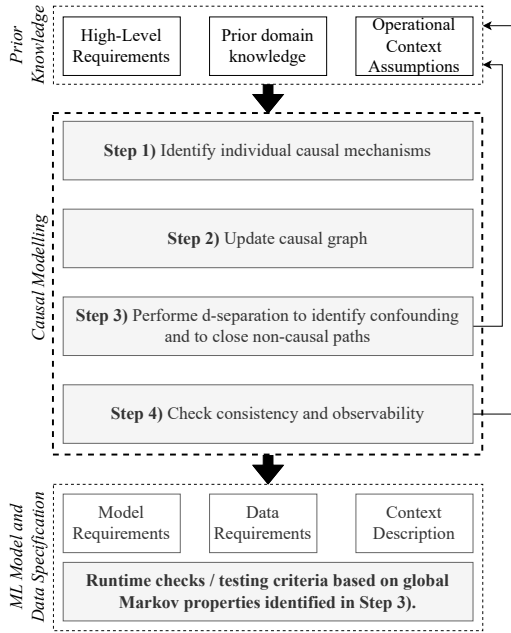 Prior
Knowledge
High-Level
Requirements
Prior domain
knowledge
Operational
Context
Assumptions
Causal Modelling
Step 1) Identify individual causal mechanisms
Step 2) Update causal graph
Step 3) Performe d-separation to identify confounding
and to close non-causal paths
Step 4) Check consistency and observability
ML Model and
Data Specification
Model
Requirements
Data
Requirements
Context
Description
Runtime checks / testing criteria based on global
Markov properties identified in Step 3).